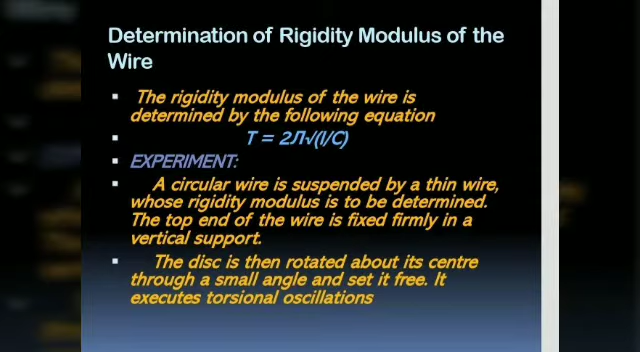 Determination of Rigidity Modulus of the
Wire
▪ The rigidity modulus of the wire is
determined by the following equation
▪ T = 2Л√(I/C)
▪ EXPERIMENT:
▪ A circular wire is suspended by a thin wire,
whose rigidity modulus is to be determined.
The top end of the wire is fixed firmly in a
vertical support.
▪ The disc is then rotated about its centre
through a small angle and set it free. It
executes torsional oscillations